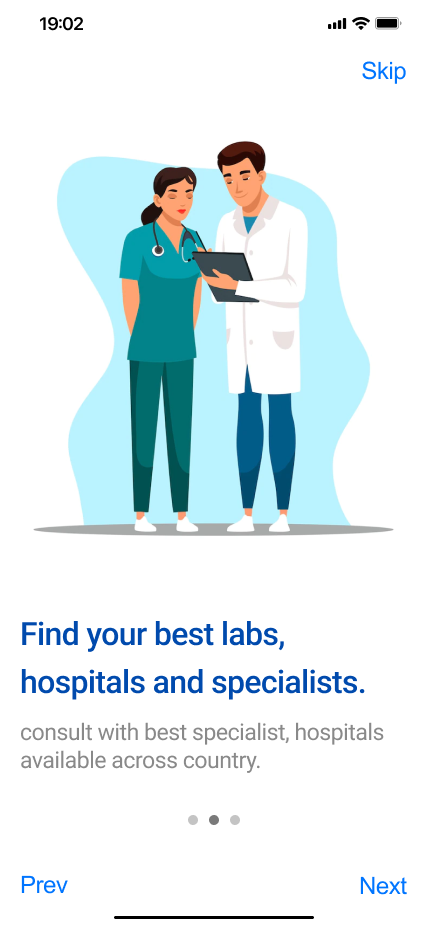 19:02
Skip
Find your best labs,
hospitals and specialists.
consult with best specialist, hospitals
available across country.
Prev
Next